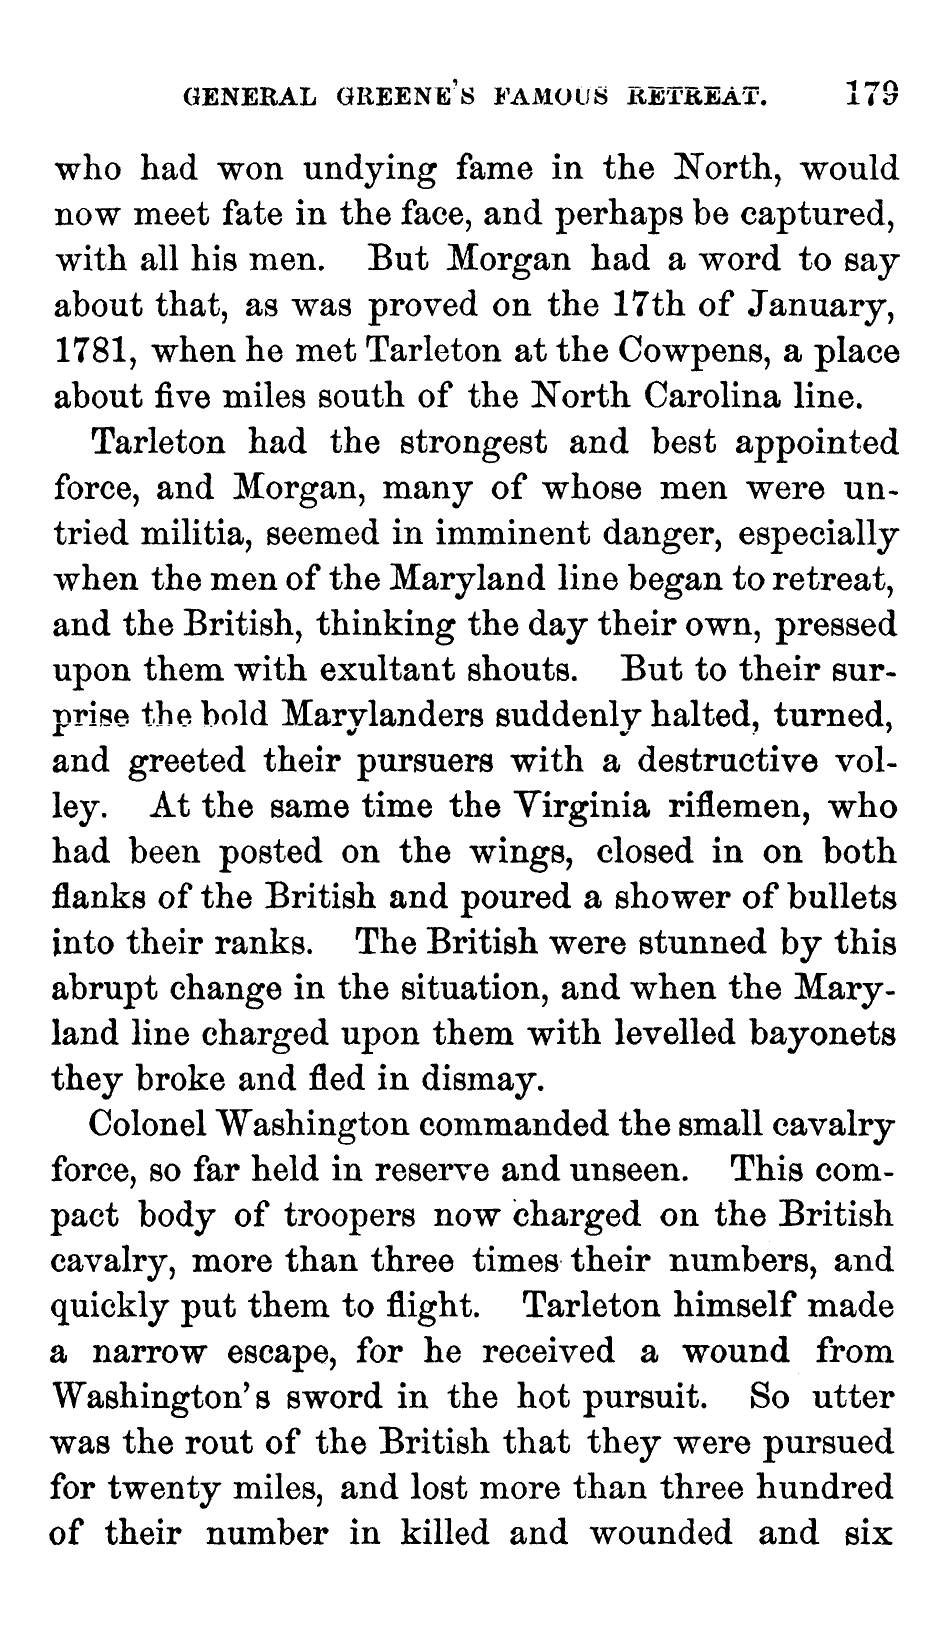 GENERAL GREENE'S FAMOUS RETREAT. 179
who had won undying fame in the North, would
now meet fate in the face, and perhaps be captured,
with all his men. But Morgan had a word to say
about that, as was proved on the 17th of January,
1781, when he met Tarleton at the Cowpens, a place
about five miles south of the North Carolina line.
Tarleton had the strongest and best appointed
force, and Morgan, many of whose men were un-
tried militia, seemed in imminent danger, especially
when the men of the Maryland line began to retreat,
and the British, thinking the day their own, pressed
upon them with exultant shouts. But to their sur-
prise the bold Marylanders suddenly halted, turned,
and greeted their pursuers with a destructive vol-
ley. At the same time the Virginia riflemen, who
had been posted on the wings, closed in on both
flanks of the British and poured a shower of bullets
into their ranks. The British were stunned by this
abrupt change in the situation, and when the Mary-
land line charged upon them with levelled bayonets
they broke and fled in dismay.
Colonel Washington commanded the small cavalry
force, so far held in reserve and unseen. This com-
pact body of troopers now charged on the British
cavalry, more than three times their numbers, and
quickly put them to flight. Tarleton himself made
a narrow escape, for he received a wound from
Washington's sword in the hot pursuit. So utter
was the rout of the British that they were pursued
for twenty miles, and lost more than three hundred
of their number in killed and wounded and six